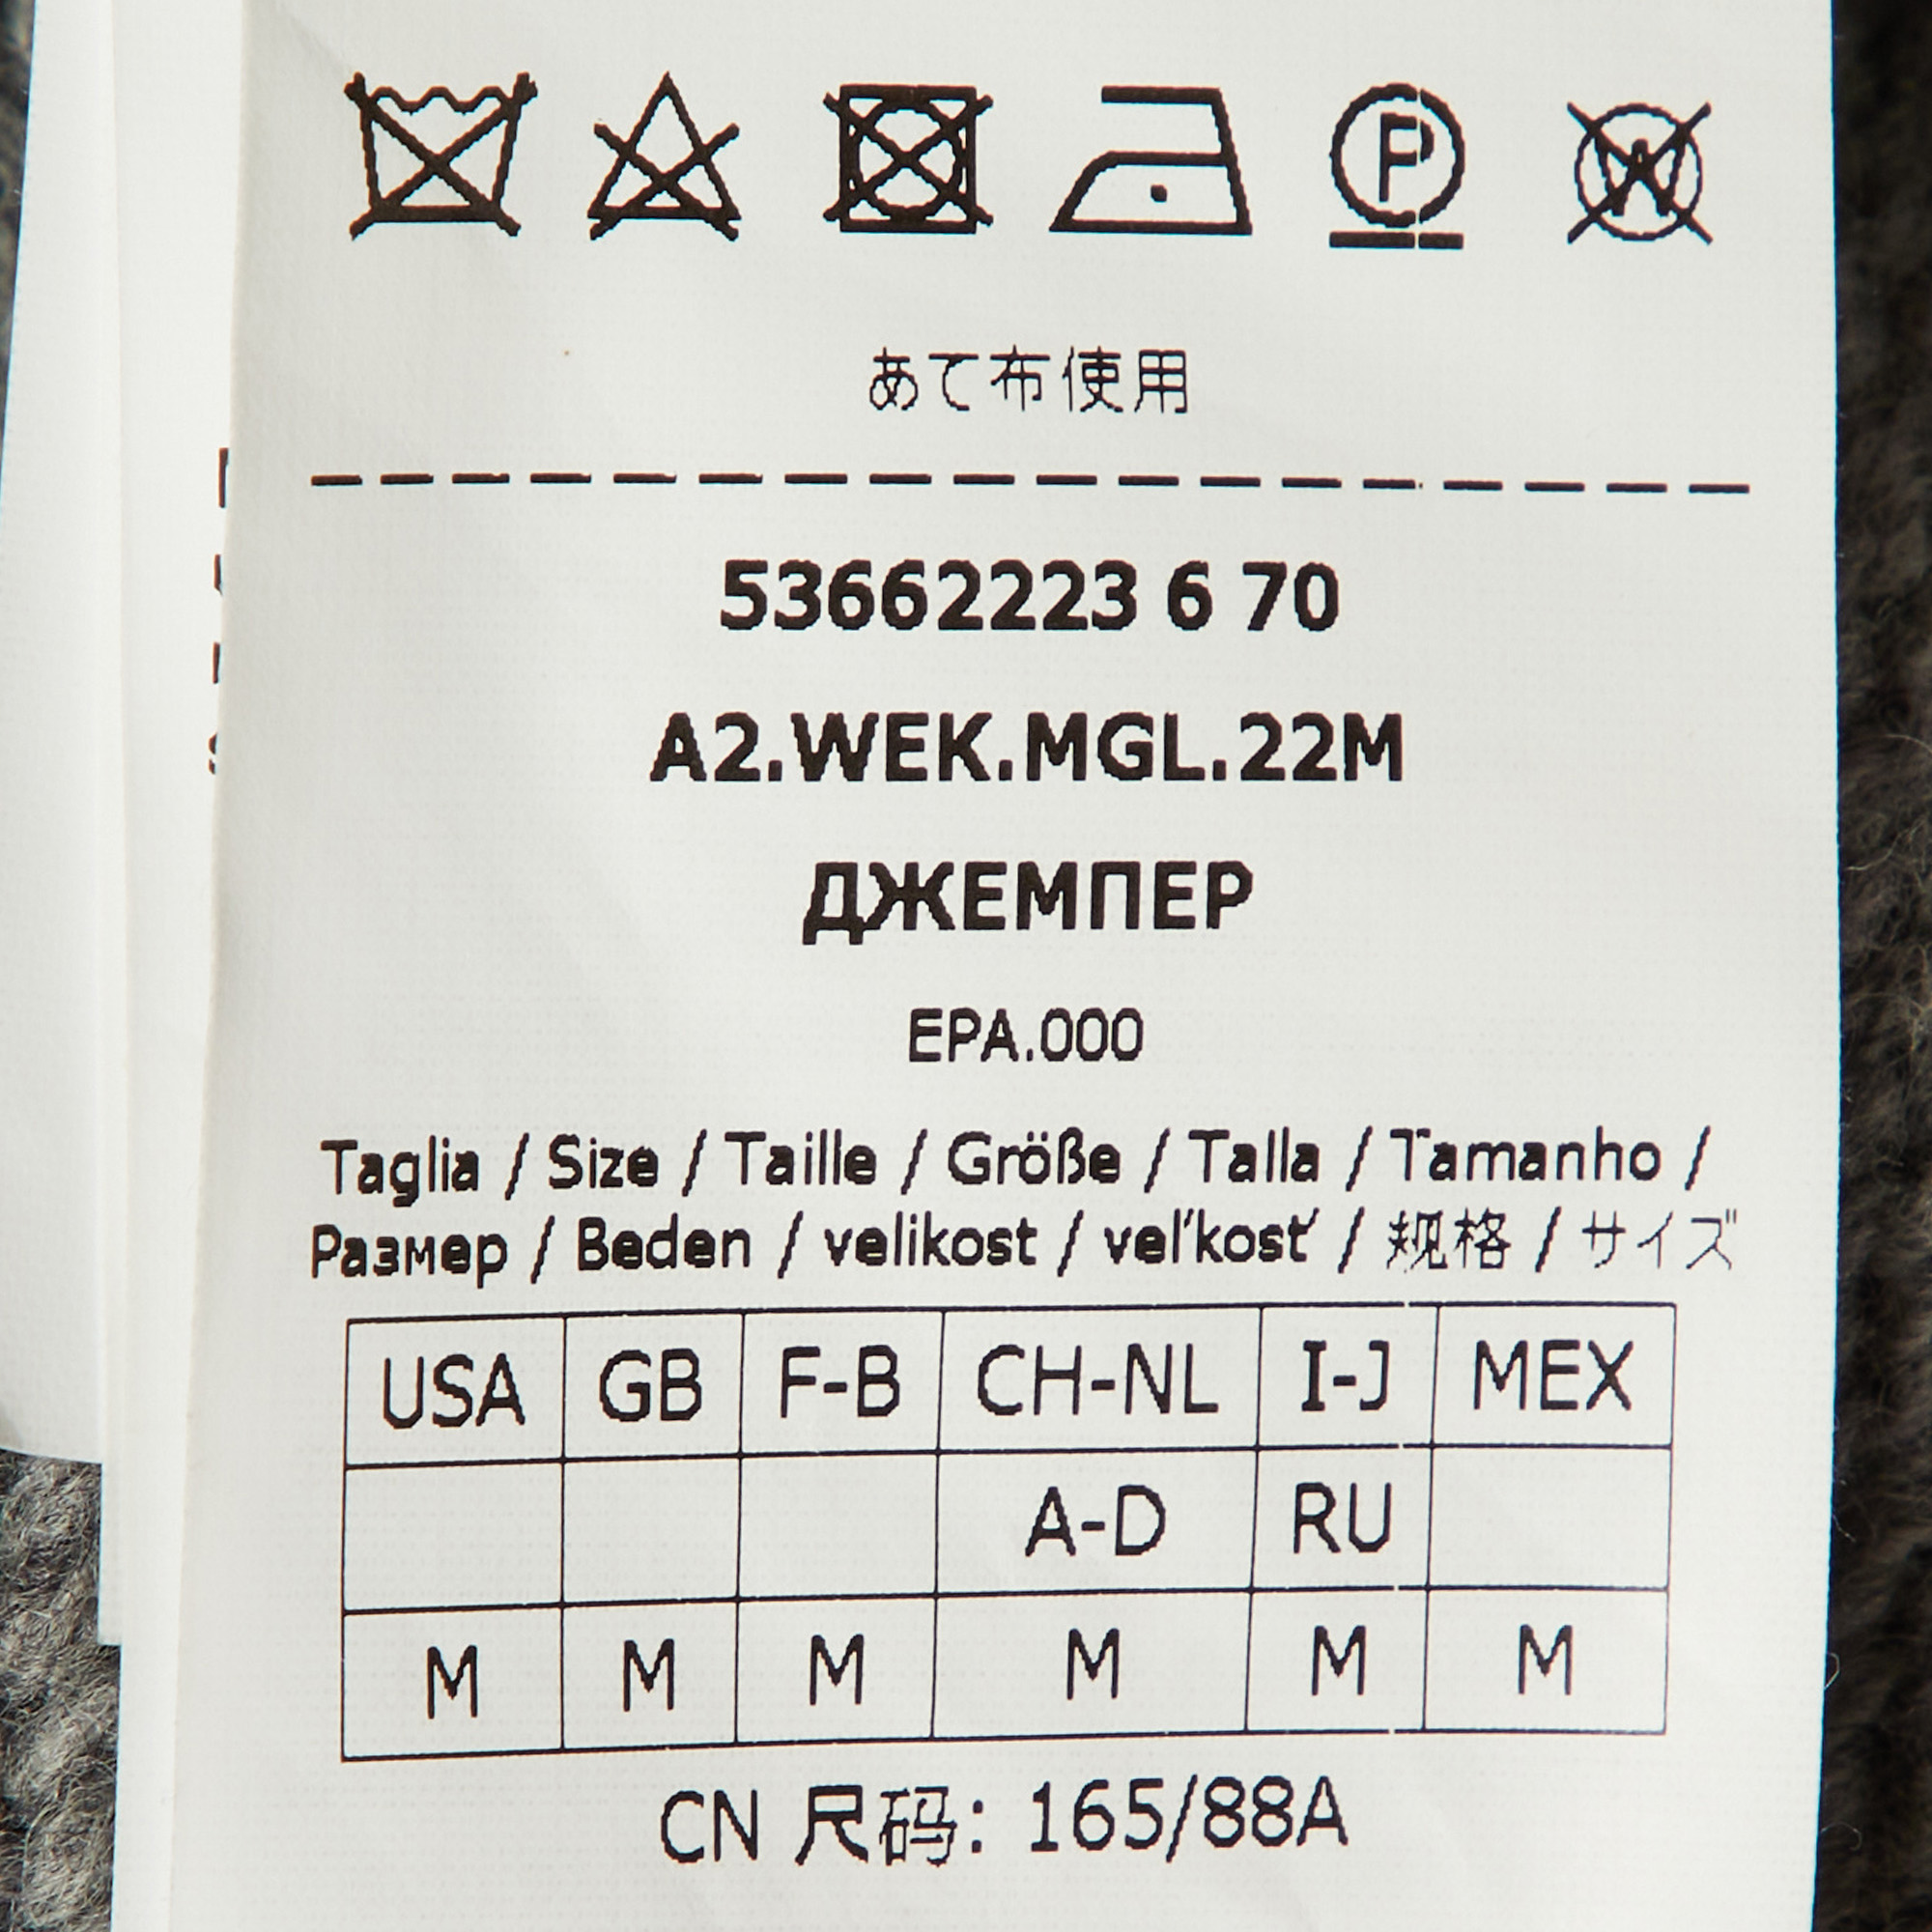 P
W
あて布使用
53662223 6 70
A2.WEK.MGL.22M
ДЖЕМПЕР
EPA.000
Taglia / Size / Taille / Größe / Talla / Tamanho /
Размер / Beden / velikost / veľkosť / 规格 / サイズ
USA GB F-B CH-NL I-J MEX
A-D RU
M M M M M M
CN 尺码: 165/88A